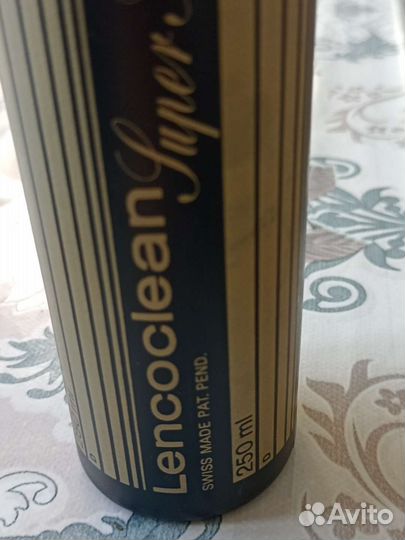 Lencoclean
Super
SWISS MADE PAT. PEND.
250 ml
D
D
Avito